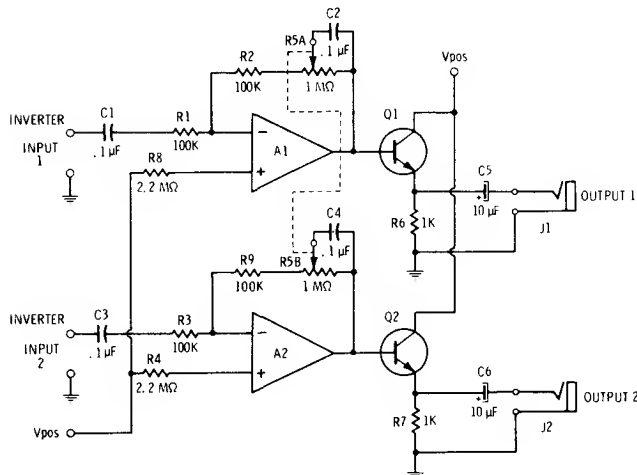 C2
.1 µF
R5A
R2
100K
1 MΩ
Vpos
C1
.1 µF
R1
100K
INVERTER
INPUT
1
−
A1
+
Q1
R8
2.2 MΩ
C5
+
10 µF
OUTPUT 1
J1
R6
1K
C4
.1 µF
R5B
R9
100K
1 MΩ
C3
.1 µF
R3
100K
INVERTER
INPUT
2
−
A2
+
Q2
R4
2.2 MΩ
C6
+
10 µF
OUTPUT 2
J2
R7
1K
Vpos